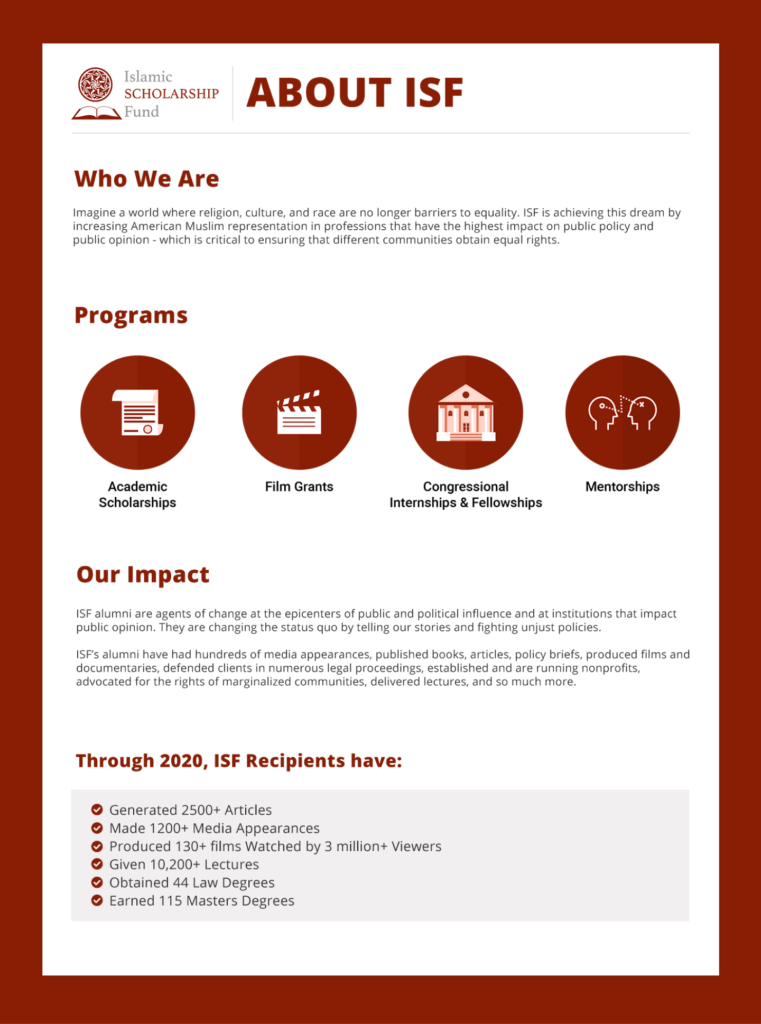 Islamic
SCHOLARSHIP
Fund
ABOUT ISF
Who We Are
Imagine a world where religion, culture, and race are no longer barriers to equality. ISF is achieving this dream by
increasing American Muslim representation in professions that have the highest impact on public policy and
public opinion - which is critical to ensuring that different communities obtain equal rights.
Programs
Academic
Scholarships
Film Grants
Congressional
Internships & Fellowships
Mentorships
Our Impact
ISF alumni are agents of change at the epicenters of public and political influence and at institutions that impact
public opinion. They are changing the status quo by telling our stories and fighting unjust policies.
ISF's alumni have had hundreds of media appearances, published books, articles, policy briefs, produced films and
documentaries, defended clients in numerous legal proceedings, established and are running nonprofits,
advocated for the rights of marginalized communities, delivered lectures, and so much more.
Through 2020, ISF Recipients have:
Generated 2500+ Articles
Made 1200+ Media Appearances
Produced 130+ films Watched by 3 million+ Viewers
Given 10,200+ Lectures
Obtained 44 Law Degrees
Earned 115 Masters Degrees